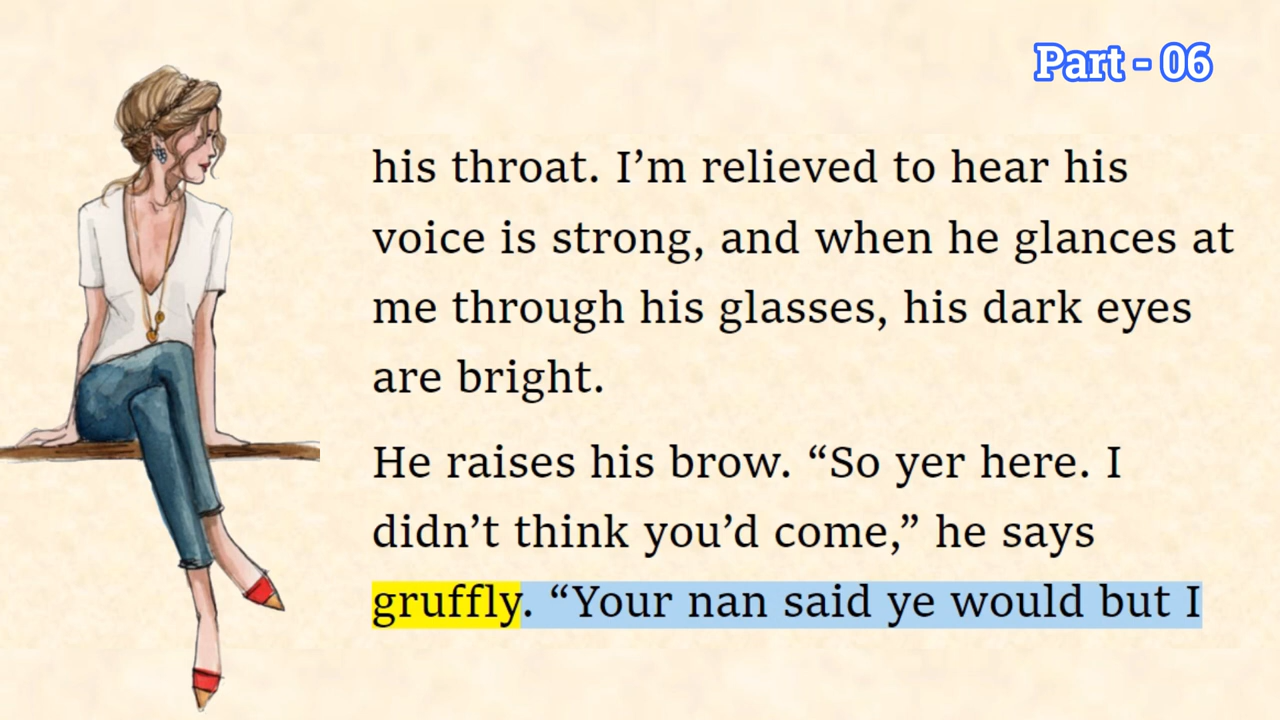 Part - 06
his throat. I’m relieved to hear his
voice is strong, and when he glances at
me through his glasses, his dark eyes
are bright.
He raises his brow. “So yer here. I
didn’t think you’d come,” he says
gruffly. “Your nan said ye would but I